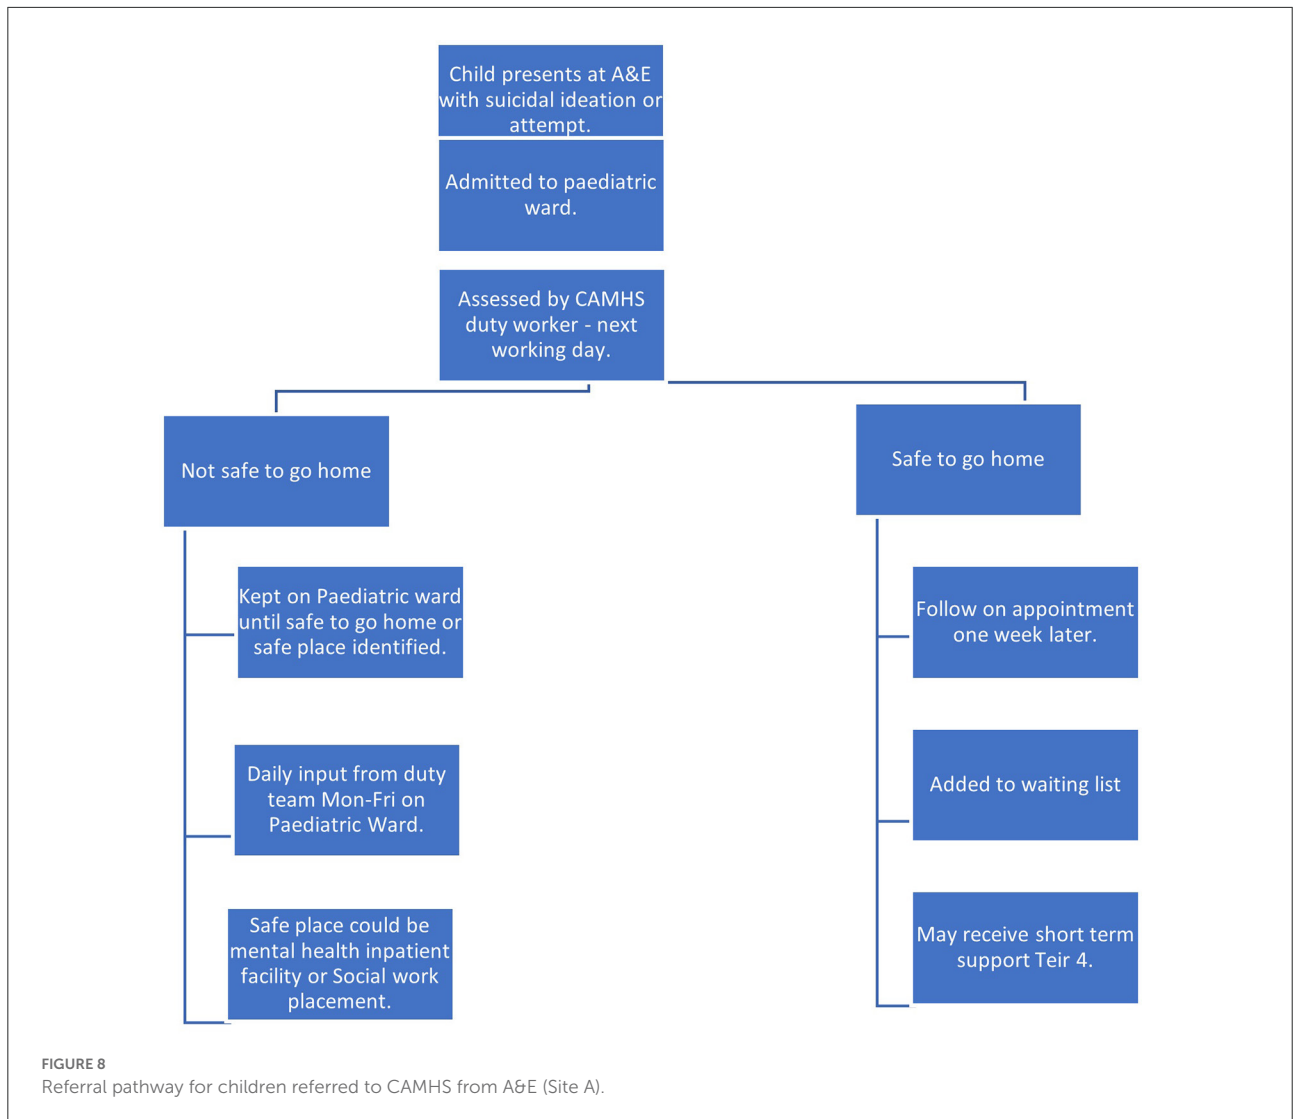 Child presents at A&E
with suicidal ideation or
attempt.
Admitted to paediatric
ward.
Assessed by CAMHS
duty worker - next
working day.
Not safe to go home
Kept on Paediatric ward
until safe to go home or
safe place identified.
Daily input from duty
team Mon-Fri on
Paediatric Ward.
Safe place could be
mental health inpatient
facility or Social work
placement.
Safe to go home
Follow on appointment
one week later.
Added to waiting list
May receive short term
support Teir 4.
FIGURE 8
Referral pathway for children referred to CAMHS from A&E (Site A).